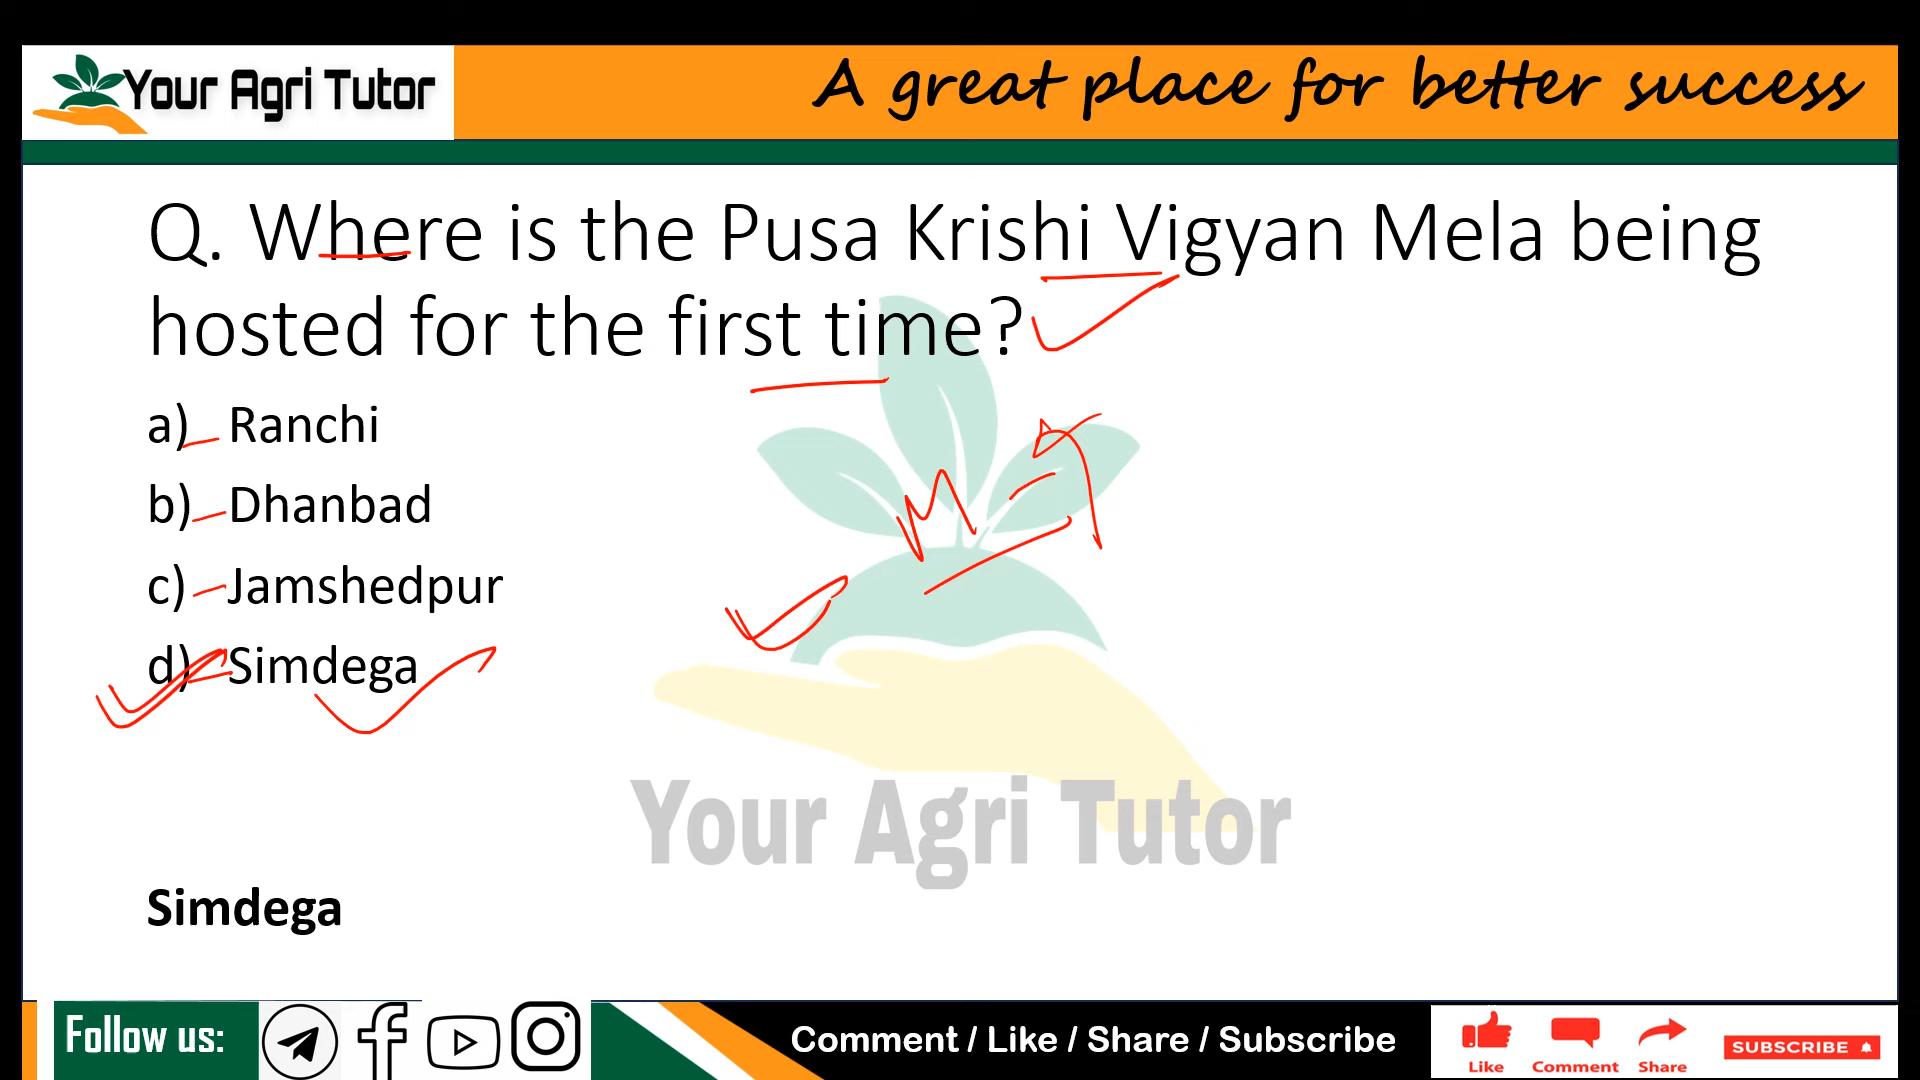 Your Agri Tutor
A great place for better success
Q. Where is the Pusa Krishi Vigyan Mela being
hosted for the first time?
a) Ranchi
b) Dhanbad
c) Jamshedpur
d) Simdega
Your Agri Tutor
Simdega
Follow us:
Comment / Like / Share / Subscribe
Like
Comment
Share
SUBSCRIBE